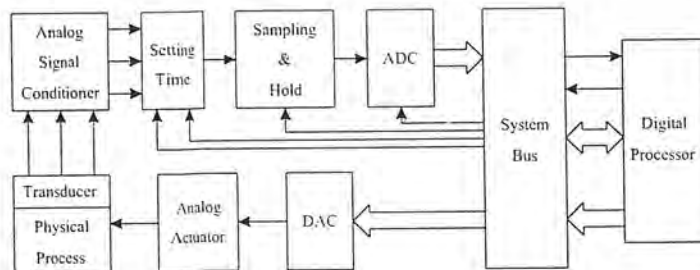 Analog
Signal
Conditioner
Setting
Time
Sampling
&
Hold
ADC
System
Bus
Digital
Processor
Transducer
Physical
Process
Analog
Actuator
DAC